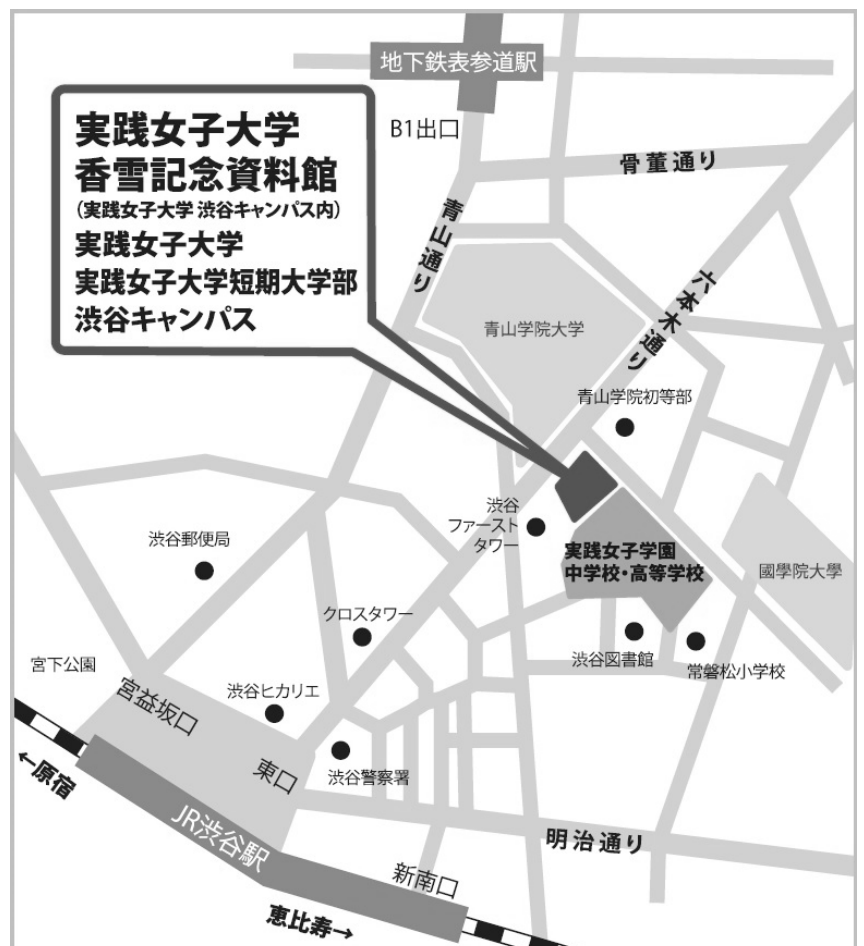 地下鉄表参道駅
B1出口
実践女子大学
香雪記念資料館
（実践女子大学 渋谷キャンパス内）
実践女子大学
実践女子大学短期大学部
渋谷キャンパス
骨董通り
青山通り
六本木通り
青山学院大学
青山学院初等部
渋谷
ファースト
タワー
実践女子学園
中学校・高等学校
國學院大學
渋谷郵便局
クロスタワー
渋谷図書館
常磐松小学校
宮下公園
宮益坂口
渋谷ヒカリエ
東口
渋谷警察署
←原宿
JR渋谷駅
明治通り
新南口
恵比寿→